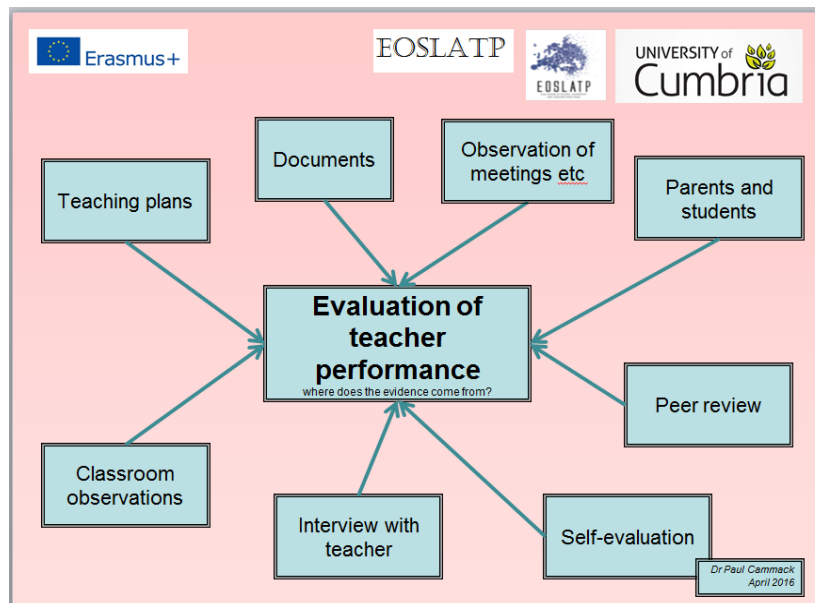 Erasmus+
EOSLATP
EOSLATP
UNIVERSITY of
Cumbria
Documents
Observation of
meetings etc
Teaching plans
Parents and
students
Evaluation of
teacher
performance
where does the evidence come from?
Peer review
Classroom
observations
Interview with
teacher
Self-evaluation
Dr Paul Cammack
April 2016